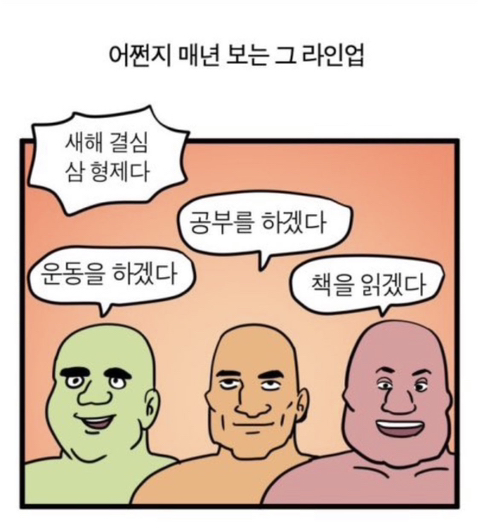 어쩐지 매년 보는 그 라인업
새해 결심
삼 형제다
공부를 하겠다
운동을 하겠다
책을 읽겠다